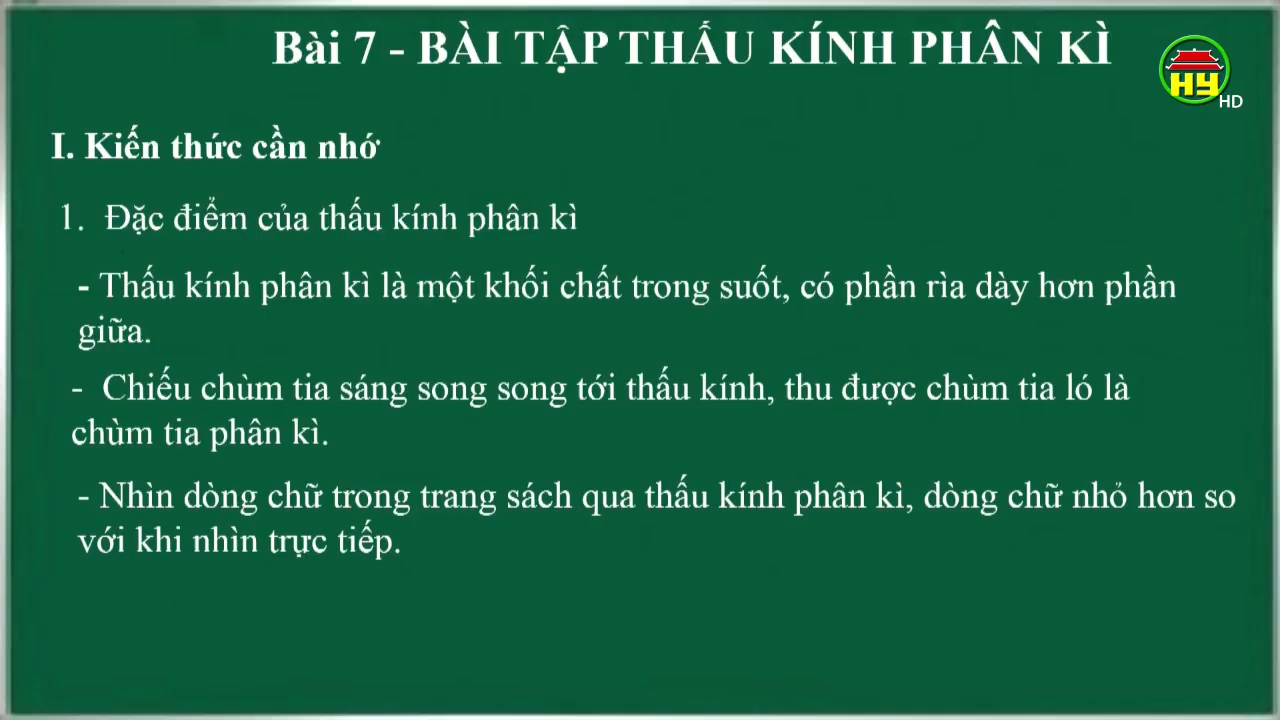 Bài 7 - BÀI TẬP THẤU KÍNH PHÂN KÌ
HY
HD
I. Kiến thức cần nhớ
1. Đặc điểm của thấu kính phân kì
- Thấu kính phân kì là một khối chất trong suốt, có phần rìa dày hơn phần
giữa.
- Chiếu chùm tia sáng song song tới thấu kính, thu được chùm tia ló là
chùm tia phân kì.
- Nhìn dòng chữ trong trang sách qua thấu kính phân kì, dòng chữ nhỏ hơn so
với khi nhìn trực tiếp.